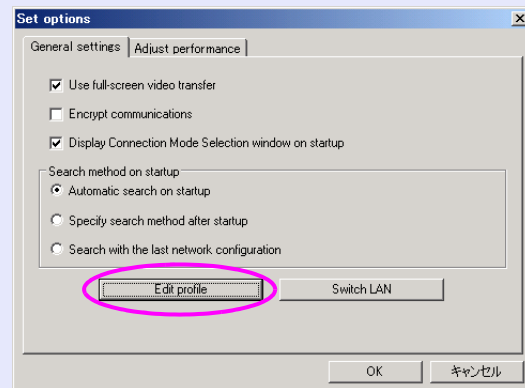 Set options
General settings
Adjust performance
Use full-screen video transfer
Encrypt communications
Display Connection Mode Selection window on startup
Search method on startup
Automatic search on startup
Specify search method after startup
Search with the last network configuration
Edit profile
Switch LAN
OK
キャンセル